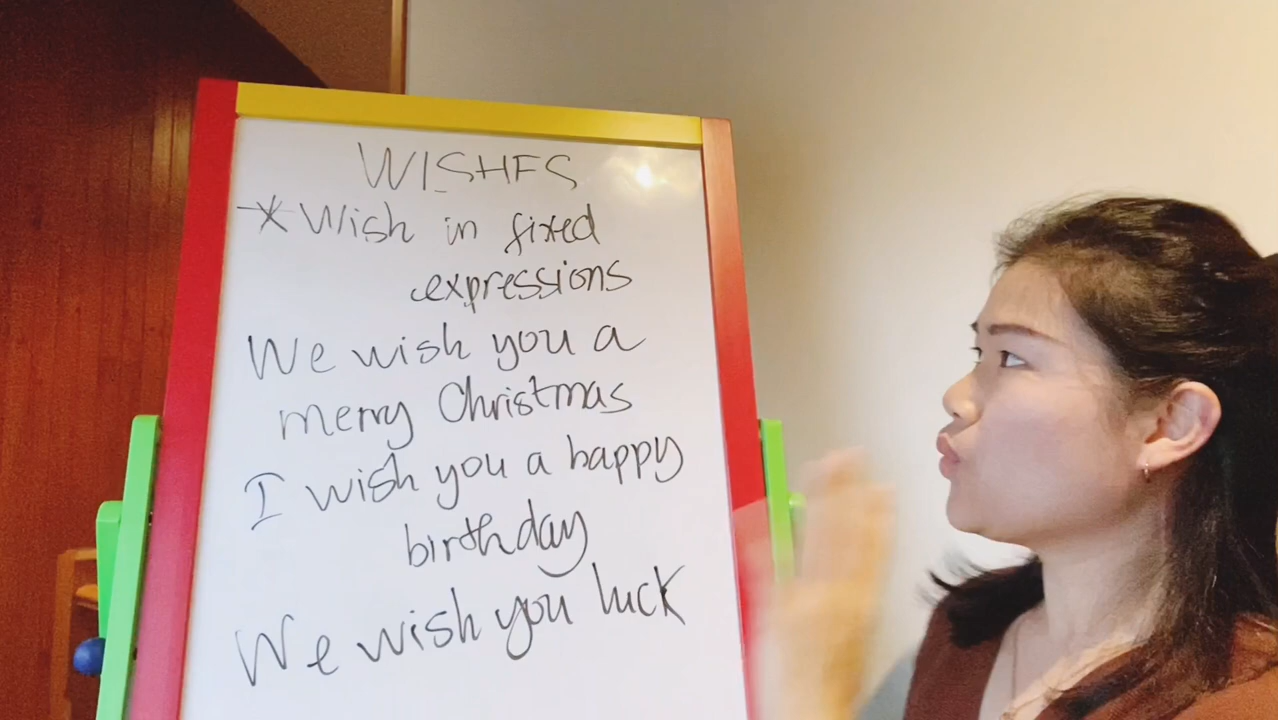 WISHES
* Wish in fixed
expressions
We wish you a
merry Christmas
I wish you a happy
birthday
We wish you luck